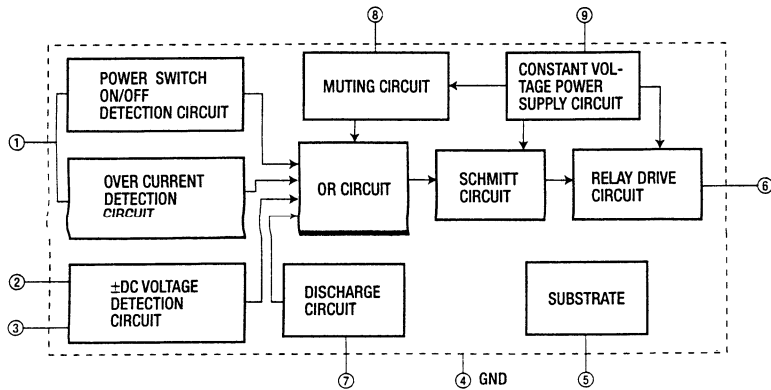 ⑧
⑨
POWER SWITCH
ON/OFF
DETECTION CIRCUIT
MUTING CIRCUIT
CONSTANT VOL-
TAGE POWER
SUPPLY CIRCUIT
①
OVER CURRENT
DETECTION
CIRCUIT
OR CIRCUIT
SCHMITT
CIRCUIT
RELAY DRIVE
CIRCUIT
⑥
②
③
±DC VOLTAGE
DETECTION
CIRCUIT
DISCHARGE
CIRCUIT
SUBSTRATE
⑦
④ GND
⑤